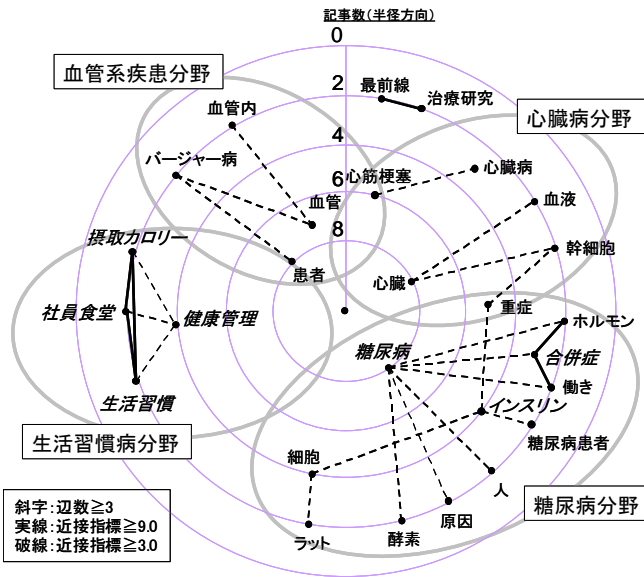 記事数(半径方向)
0
2
4
6
8
血管系疾患分野
最前線
治療研究
血管内
心臓病分野
バージャー病
心筋梗塞
心臓病
血管
血液
摂取カロリー
幹細胞
患者
心臓
社員食堂
健康管理
重症
ホルモン
糖尿病
合併症
生活習慣
働き
インスリン
生活習慣病分野
細胞
糖尿病患者
人
糖尿病分野
原因
酵素
ラット
斜字:辺数≧3
実線:近接指標≧9.0
破線:近接指標≧3.0